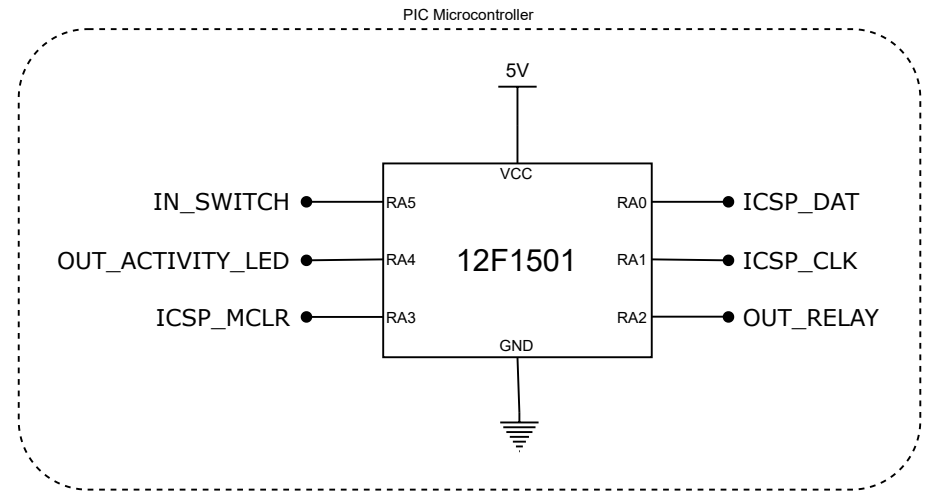 PIC Microcontroller
5V
VCC
IN_SWITCH RA5 RA0 ICSP_DAT
OUT_ACTIVITY_LED RA4 12F1501 RA1 ICSP_CLK
ICSP_MCLR RA3 RA2 OUT_RELAY
GND